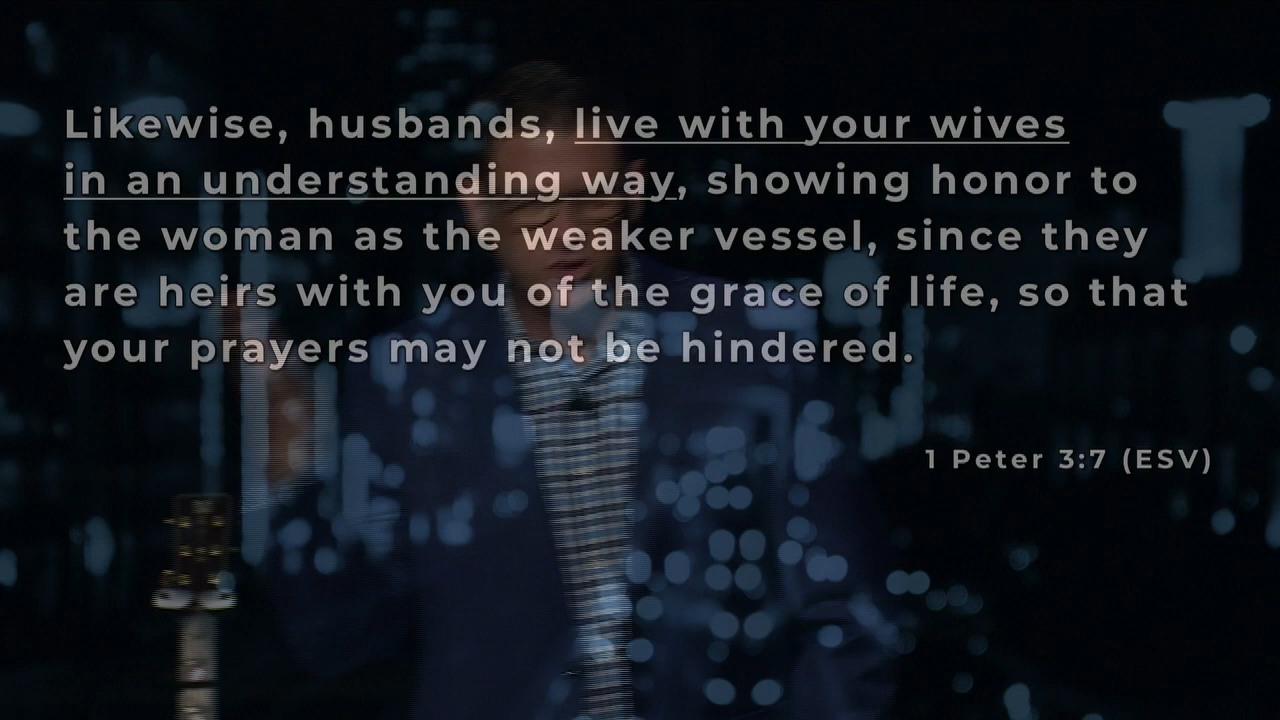 Likewise, husbands, live with your wives
in an understanding way, showing honor to
the woman as the weaker vessel, since they
are heirs with you of the grace of life, so that
your prayers may not be hindered.
1 Peter 3:7 (ESV)